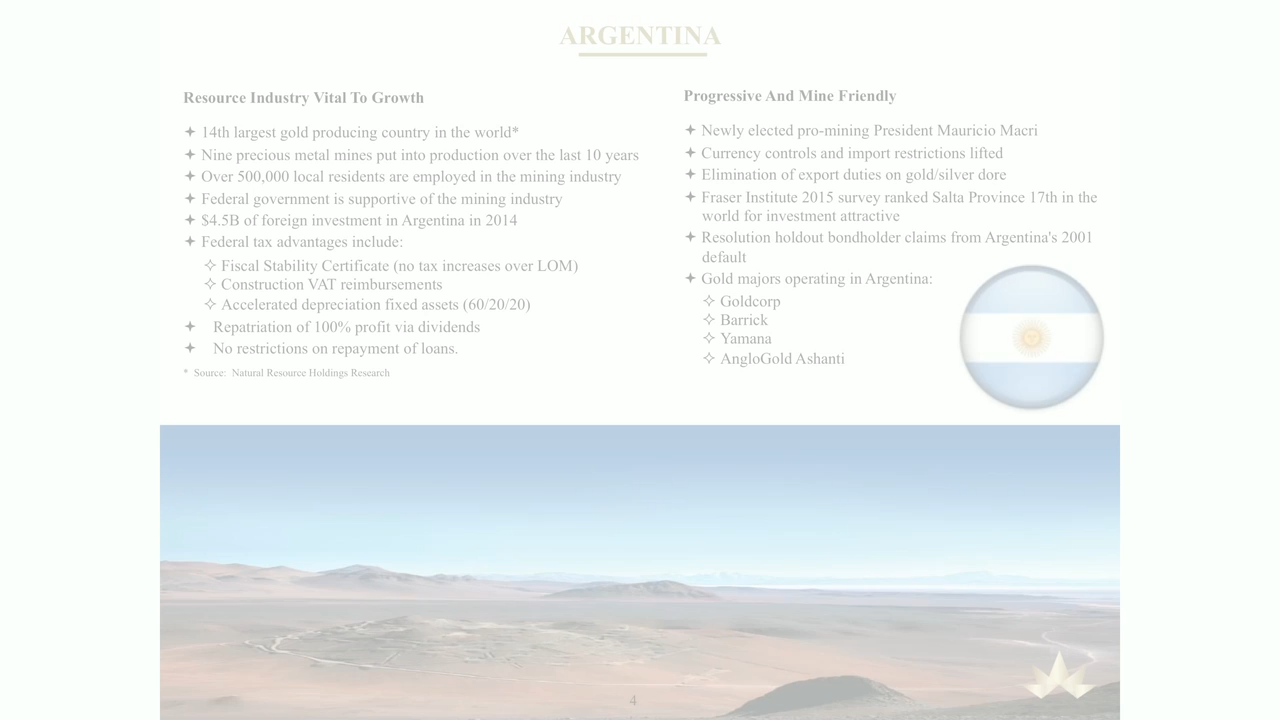 ARGENTINA
Resource Industry Vital To Growth
✦ 14th largest gold producing country in the world*
✦ Nine precious metal mines put into production over the last 10 years
✦ Over 500,000 local residents are employed in the mining industry
✦ Federal government is supportive of the mining industry
✦ $4.5B of foreign investment in Argentina in 2014
✦ Federal tax advantages include:
✧ Fiscal Stability Certificate (no tax increases over LOM)
✧ Construction VAT reimbursements
✧ Accelerated depreciation fixed assets (60/20/20)
✦ Repatriation of 100% profit via dividends
✦ No restrictions on repayment of loans.
* Source: Natural Resource Holdings Research
Progressive And Mine Friendly
✦ Newly elected pro-mining President Mauricio Macri
✦ Currency controls and import restrictions lifted
✦ Elimination of export duties on gold/silver dore
✦ Fraser Institute 2015 survey ranked Salta Province 17th in the
world for investment attractive
✦ Resolution holdout bondholder claims from Argentina's 2001
default
✦ Gold majors operating in Argentina:
✧ Goldcorp
✧ Barrick
✧ Yamana
✧ AngloGold Ashanti
4